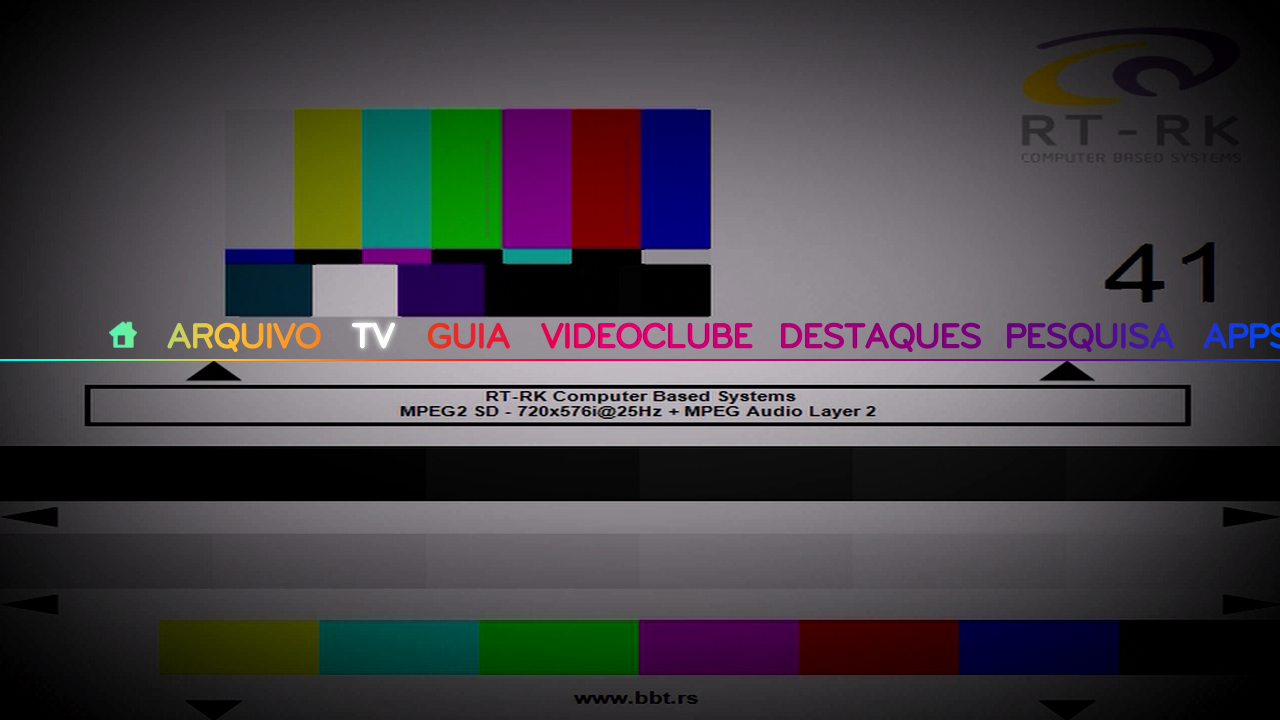 RT-RK
COMPUTER BASED SYSTEMS
41
ARQUIVO TV GUIA VIDEOCLUBE DESTAQUES PESQUISA APPS
RT-RK Computer Based Systems
MPEG2 SD - 720x576i@25Hz + MPEG Audio Layer 2
www.bbt.rs